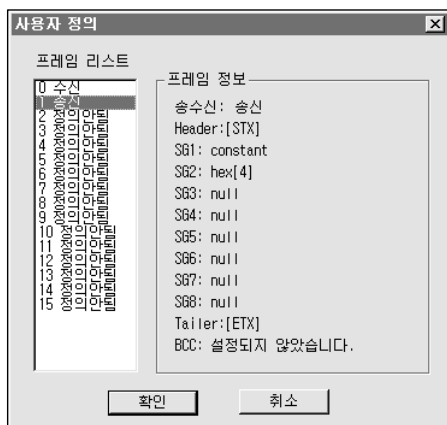 사용자 정의
프레임 리스트
0 수신
1 송신
2 정의안됨
3 정의안됨
4 정의안됨
5 정의안됨
6 정의안됨
7 정의안됨
8 정의안됨
9 정의안됨
10 정의안됨
11 정의안됨
12 정의안됨
13 정의안됨
14 정의안됨
15 정의안됨
프레임 정보
송수신: 송신
Header:[STX]
SG1: constant
SG2: hex[4]
SG3: null
SG4: null
SG5: null
SG6: null
SG7: null
SG8: null
Tailer:[ETX]
BCC: 설정되지 않았습니다.
확인
취소